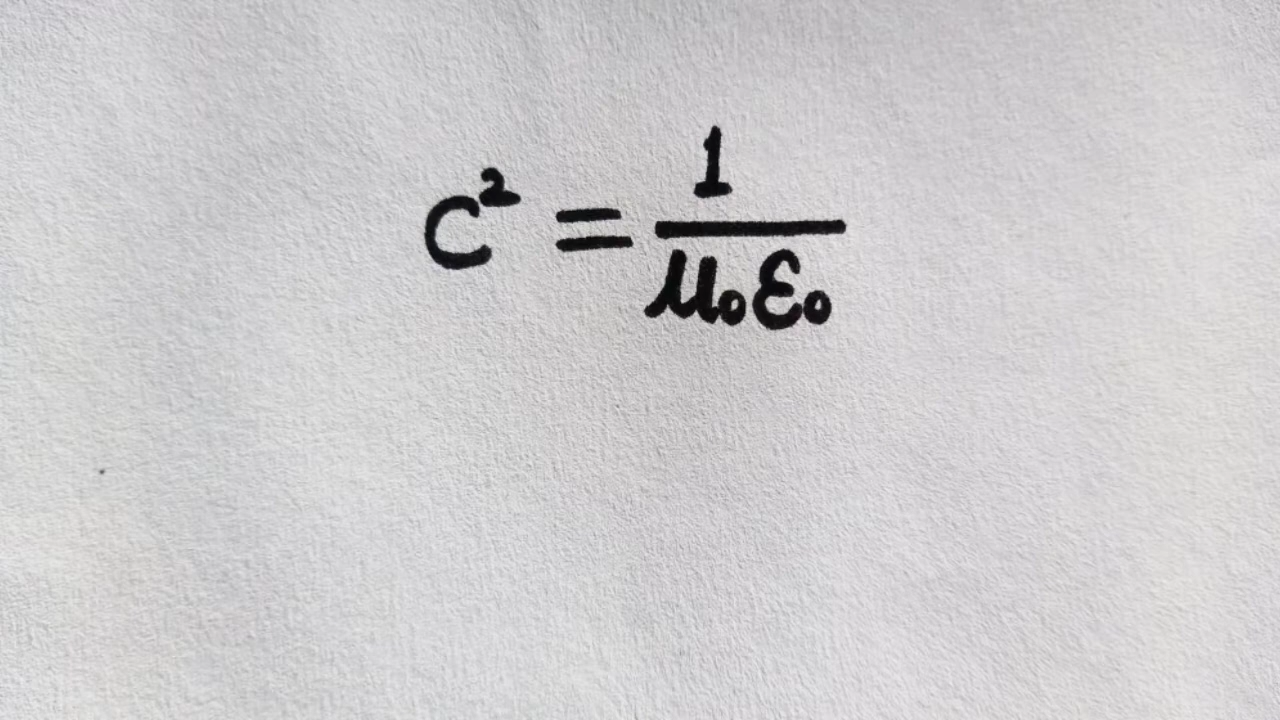 C² = 1/μ₀ε₀